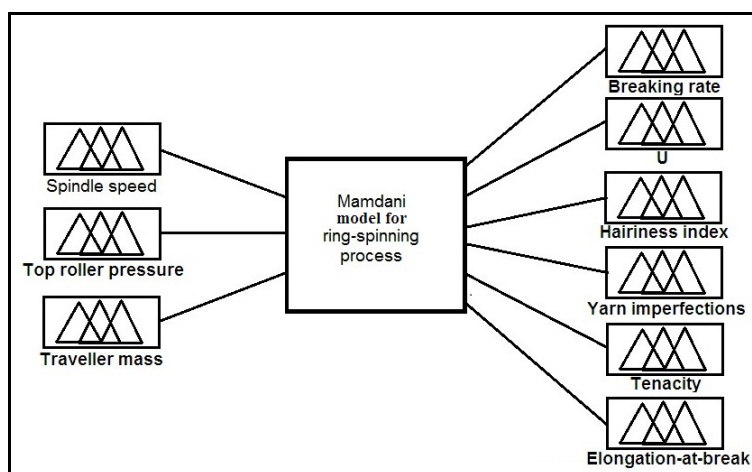 Spindle speed
Top roller pressure
Traveller mass
Mamdani
model for
ring-spinning
process
Breaking rate
U
Hairiness index
Yarn imperfections
Tenacity
Elongation-at-break